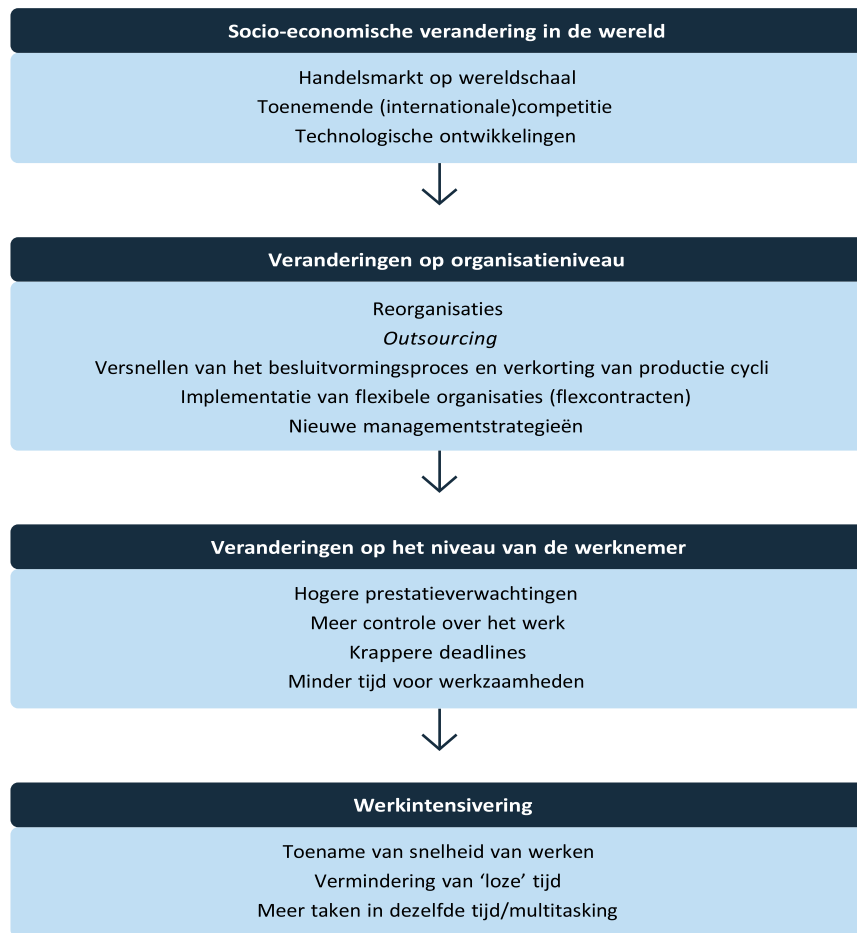 Socio-economische verandering in de wereld
Handelsmarkt op wereldschaal
Toenemende (internationale)competitie
Technologische ontwikkelingen
Veranderingen op organisatieniveau
Reorganisaties
Outsourcing
Versnellen van het besluitvormingsproces en verkorting van productie cycli
Implementatie van flexibele organisaties (flexcontracten)
Nieuwe managementstrategieën
Veranderingen op het niveau van de werknemer
Hogere prestatieverwachtingen
Meer controle over het werk
Krappere deadlines
Minder tijd voor werkzaamheden
Werkintensivering
Toename van snelheid van werken
Vermindering van ‘loze’ tijd
Meer taken in dezelfde tijd/multitasking